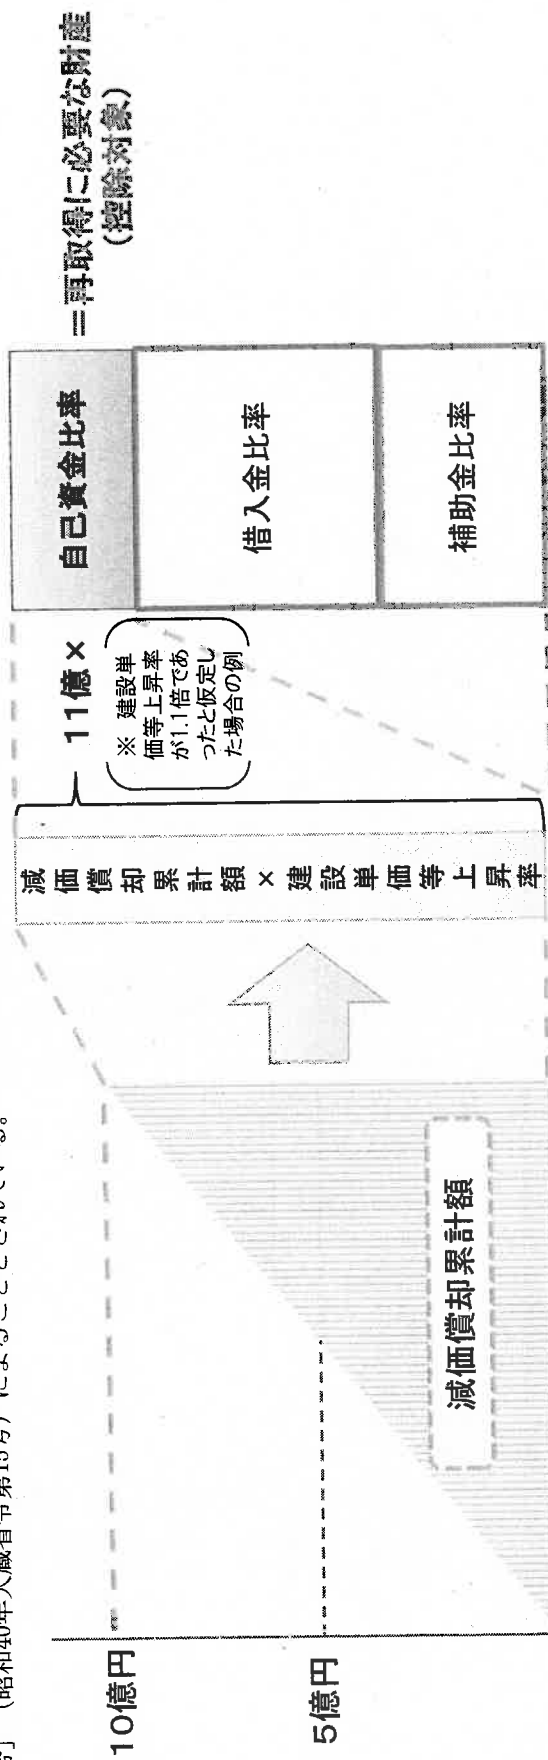 （昭和40年大蔵省令第15号）によることとされている。
10億円
5億円
減価償却累計額
減価償却累計額×建設単価等上昇率
11億×
※ 建設単
価等上昇率
が1.1倍であ
ったと仮定し
た場合の例
自己資金比率
借入金比率
補助金比率
＝再取得に必要な財産
（控除対象）